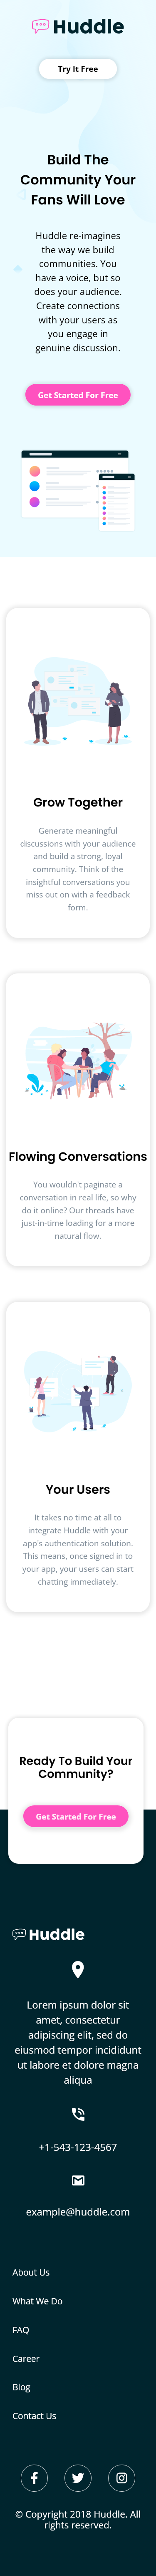 Huddle
Try It Free
Build The
Community Your
Fans Will Love
Huddle re-imagines
the way we build
communities. You
have a voice, but so
does your audience.
Create connections
with your users as
you engage in
genuine discussion.
Get Started For Free
Grow Together
Generate meaningful
discussions with your audience
and build a strong, loyal
community. Think of the
insightful conversations you
miss out on with a feedback
form.
Flowing Conversations
You wouldn't paginate a
conversation in real life, so why
do it online? Our threads have
just-in-time loading for a more
natural flow.
Your Users
It takes no time at all to
integrate Huddle with your
app's authentication solution.
This means, once signed in to
your app, your users can start
chatting immediately.
Ready To Build Your
Community?
Get Started For Free
Huddle
Lorem ipsum dolor sit
amet, consectetur
adipiscing elit, sed do
eiusmod tempor incididunt
ut labore et dolore magna
aliqua
+1-543-123-4567
example@huddle.com
About Us
What We Do
FAQ
Career
Blog
Contact Us
© Copyright 2018 Huddle. All
rights reserved.